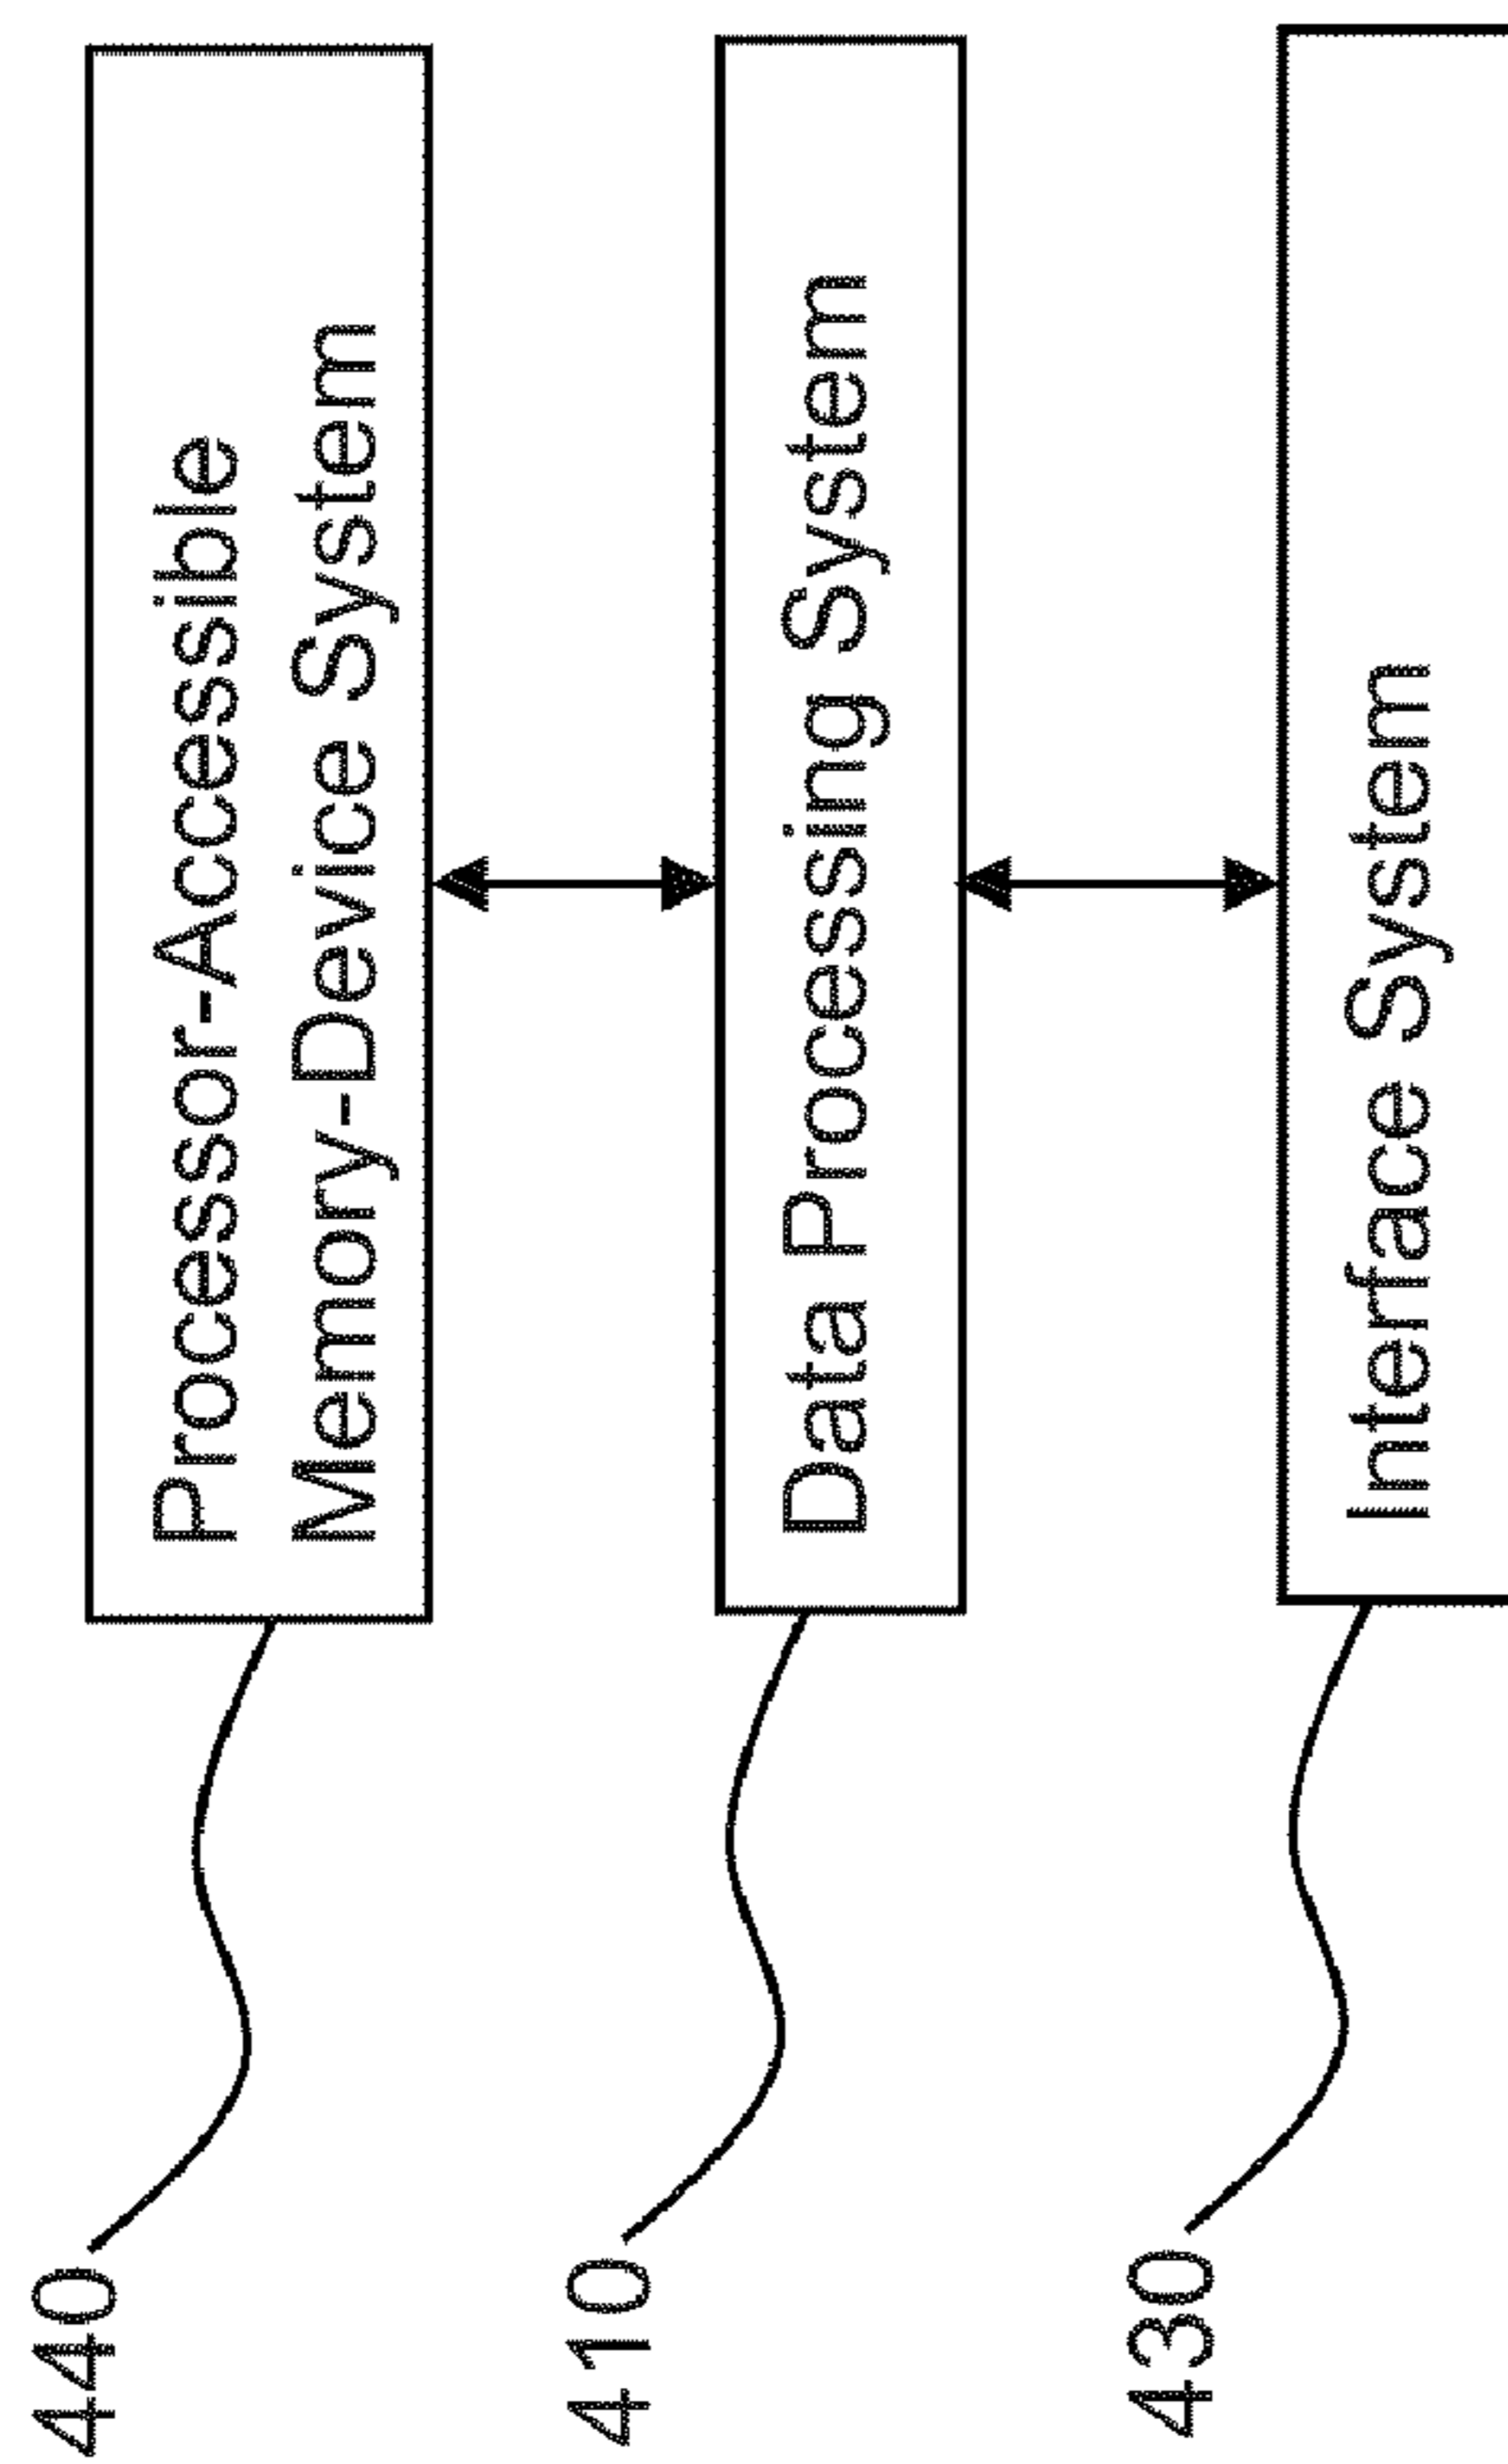 440
Processor-Accessible
Memory-Device System
410
Data Processing System
430
Interface System